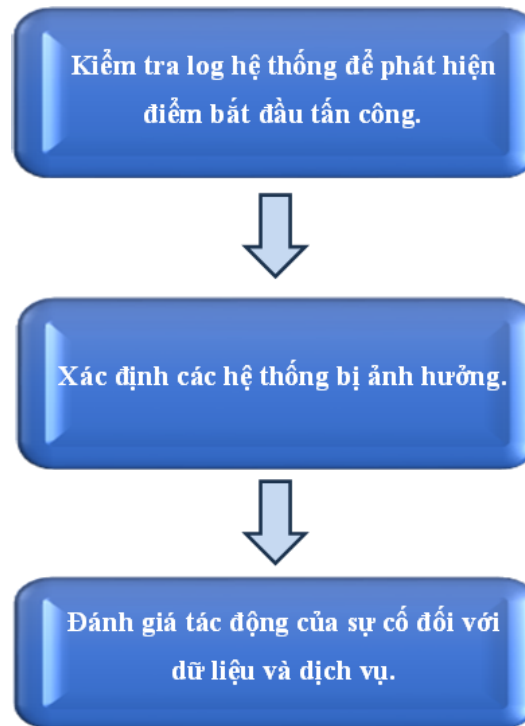 Kiểm tra log hệ thống để phát hiện
điểm bắt đầu tấn công.
Xác định các hệ thống bị ảnh hưởng.
Đánh giá tác động của sự cố đối với
dữ liệu và dịch vụ.